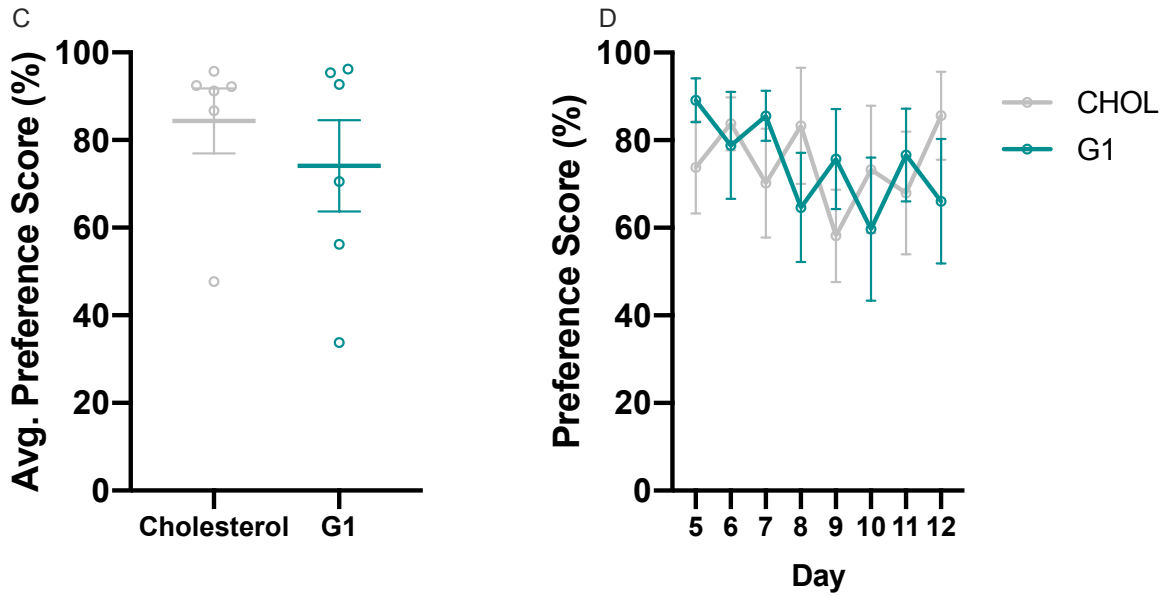 C
Avg. Preference Score (%)
100
80
60
40
20
0
Cholesterol G1
D
Preference Score (%)
100
80
60
40
20
0
5 6 7 8 9 10 11 12
Day
CHOL
G1